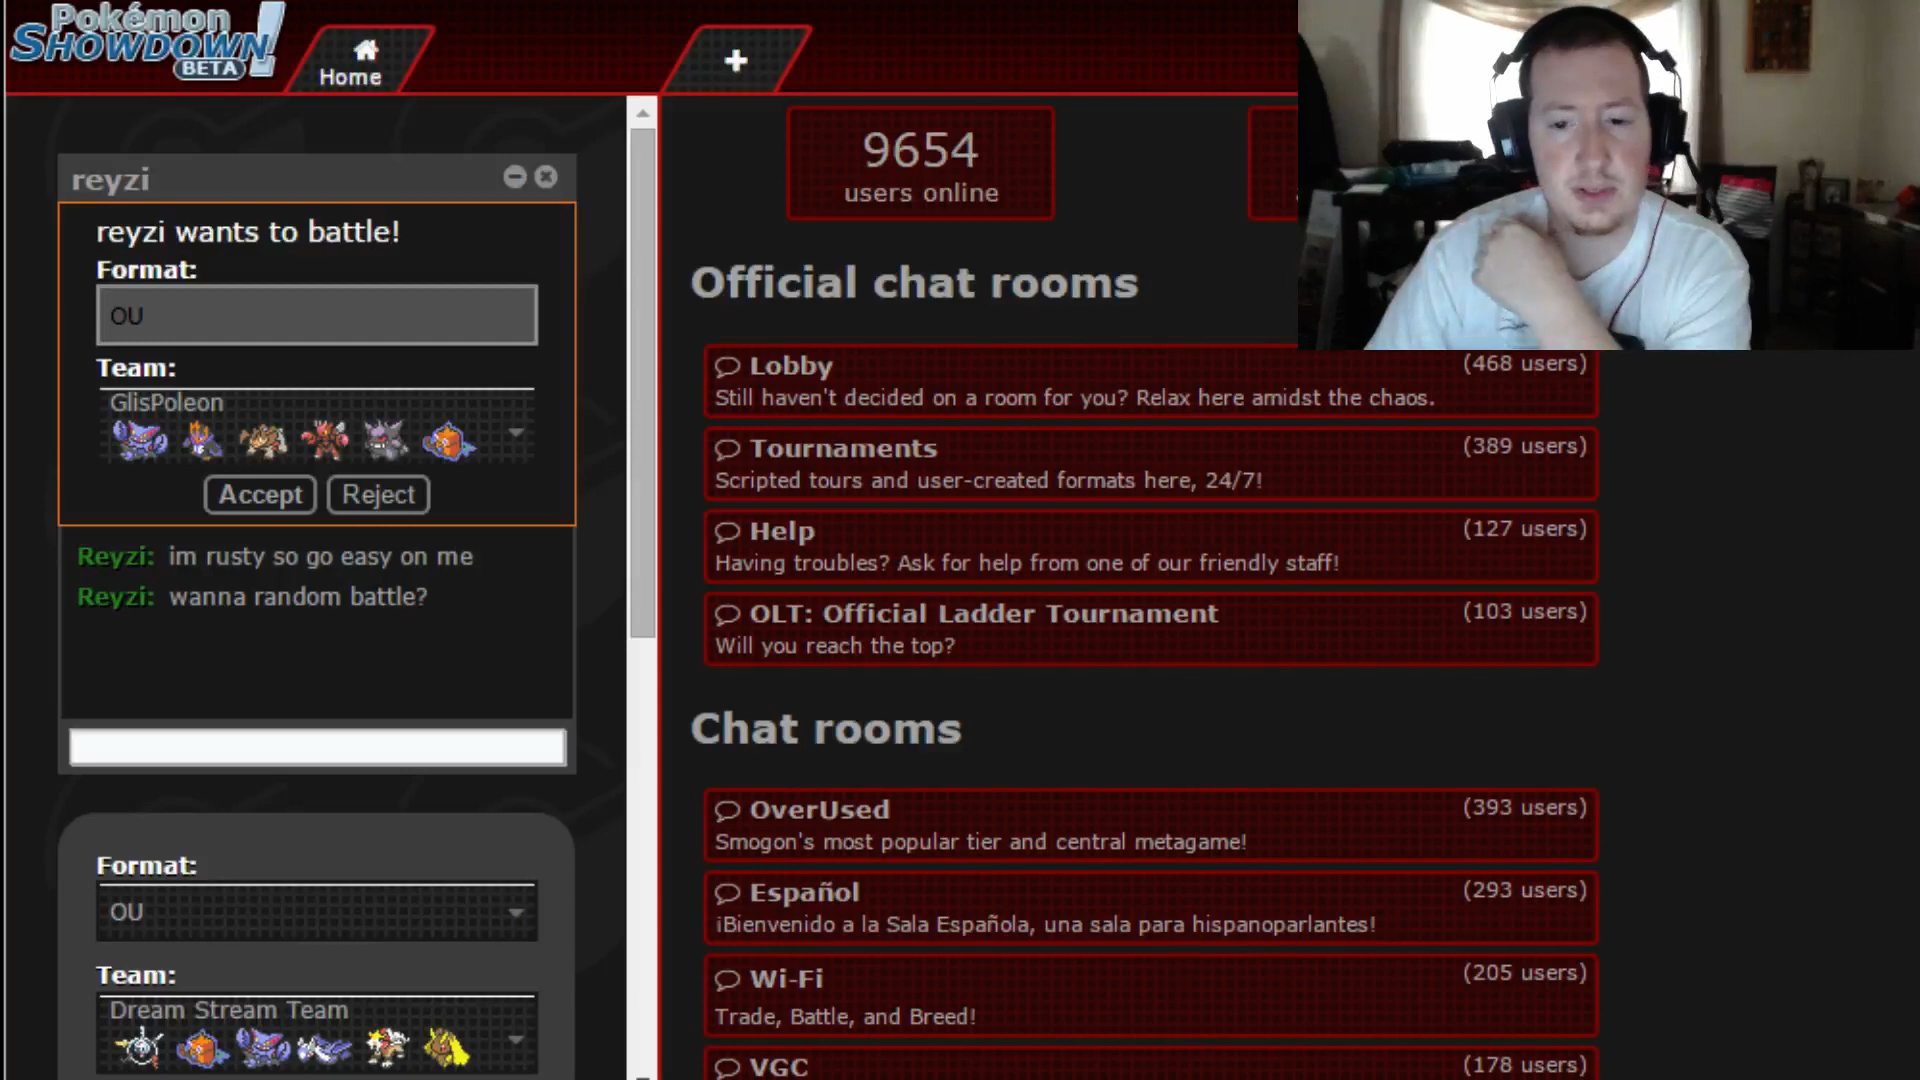 Pokémon
SHOWDOWN!
BETA
Home
reyzi
reyzi wants to battle!
Format:
OU
Team:
GlisPoleon
Accept
Reject
Reyzi: im rusty so go easy on me
Reyzi: wanna random battle?
Format:
OU
Team:
Dream Stream Team
9654
users online
Official chat rooms
Lobby (468 users)
Still haven't decided on a room for you? Relax here amidst the chaos.
Tournaments (389 users)
Scripted tours and user-created formats here, 24/7!
Help (127 users)
Having troubles? Ask for help from one of our friendly staff!
OLT: Official Ladder Tournament (103 users)
Will you reach the top?
Chat rooms
OverUsed (393 users)
Smogon's most popular tier and central metagame!
Español (293 users)
¡Bienvenido a la Sala Española, una sala para hispanoparlantes!
Wi-Fi (205 users)
Trade, Battle, and Breed!
VGC (178 users)